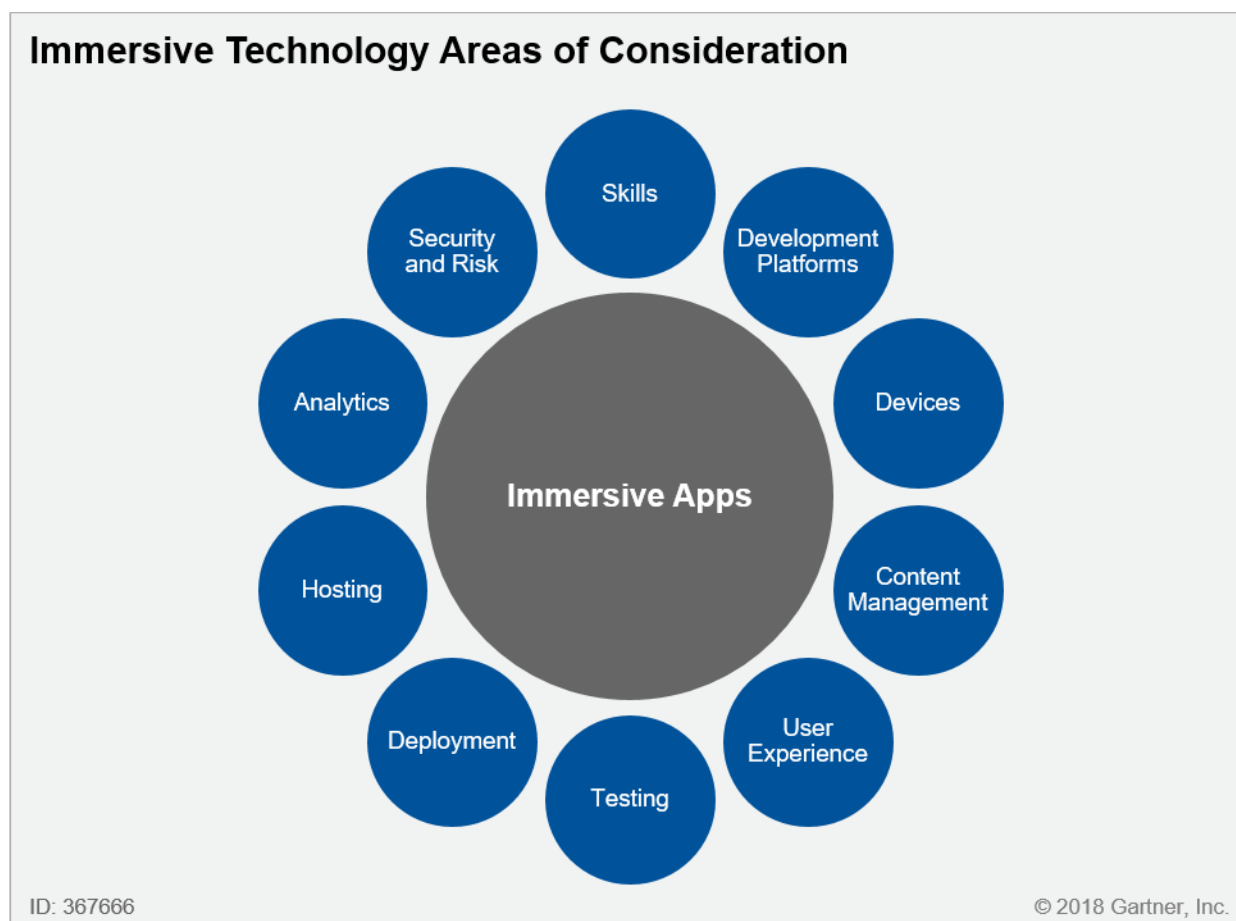 Immersive Technology Areas of Consideration
Skills
Development
Platforms
Devices
Content
Management
User
Experience
Testing
Deployment
Hosting
Analytics
Security
and Risk
Immersive Apps
ID: 367666
© 2018 Gartner, Inc.